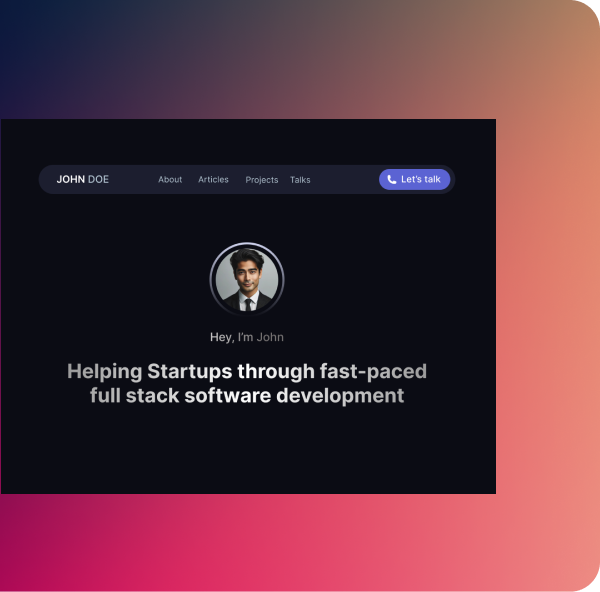 JOHN DOE
About Articles Projects Talks
Let's talk
Hey, I'm John
Helping Startups through fast-paced
full stack software development